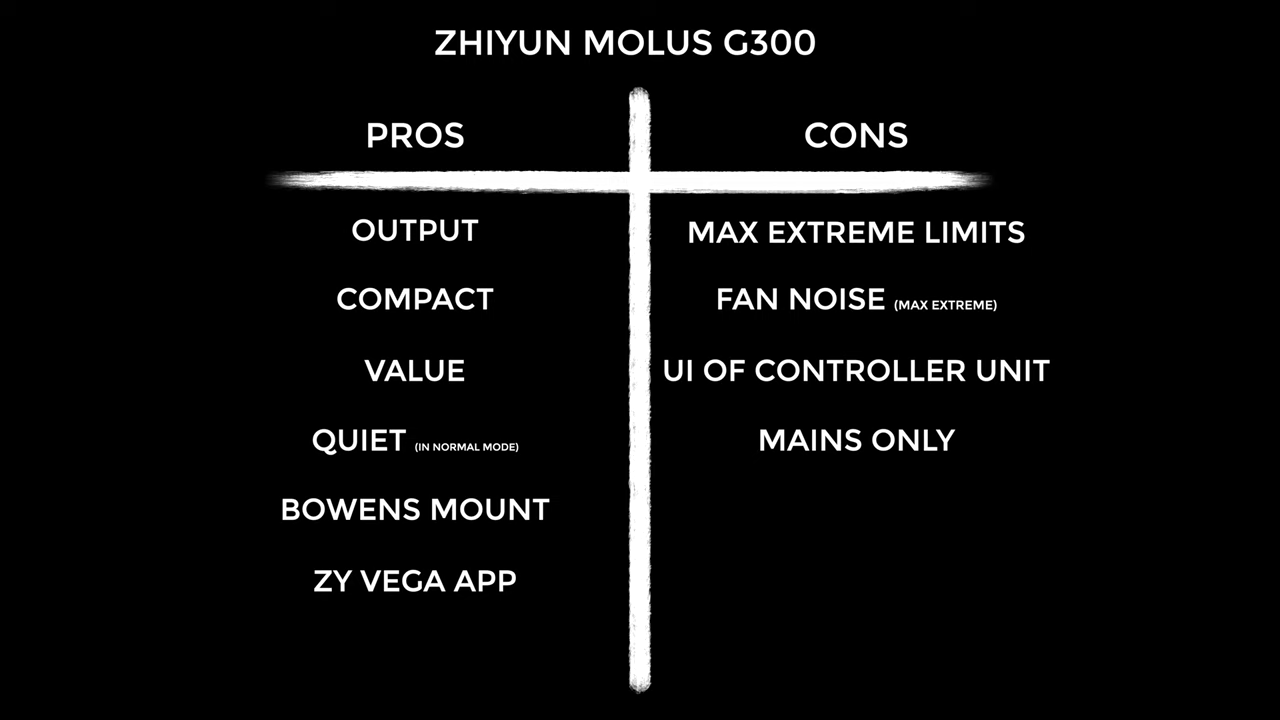 ZHIYUN MOLUS G300
PROS
CONS
OUTPUT
COMPACT
VALUE
QUIET (IN NORMAL MODE)
BOWENS MOUNT
ZY VEGA APP
MAX EXTREME LIMITS
FAN NOISE (MAX EXTREME)
UI OF CONTROLLER UNIT
MAINS ONLY